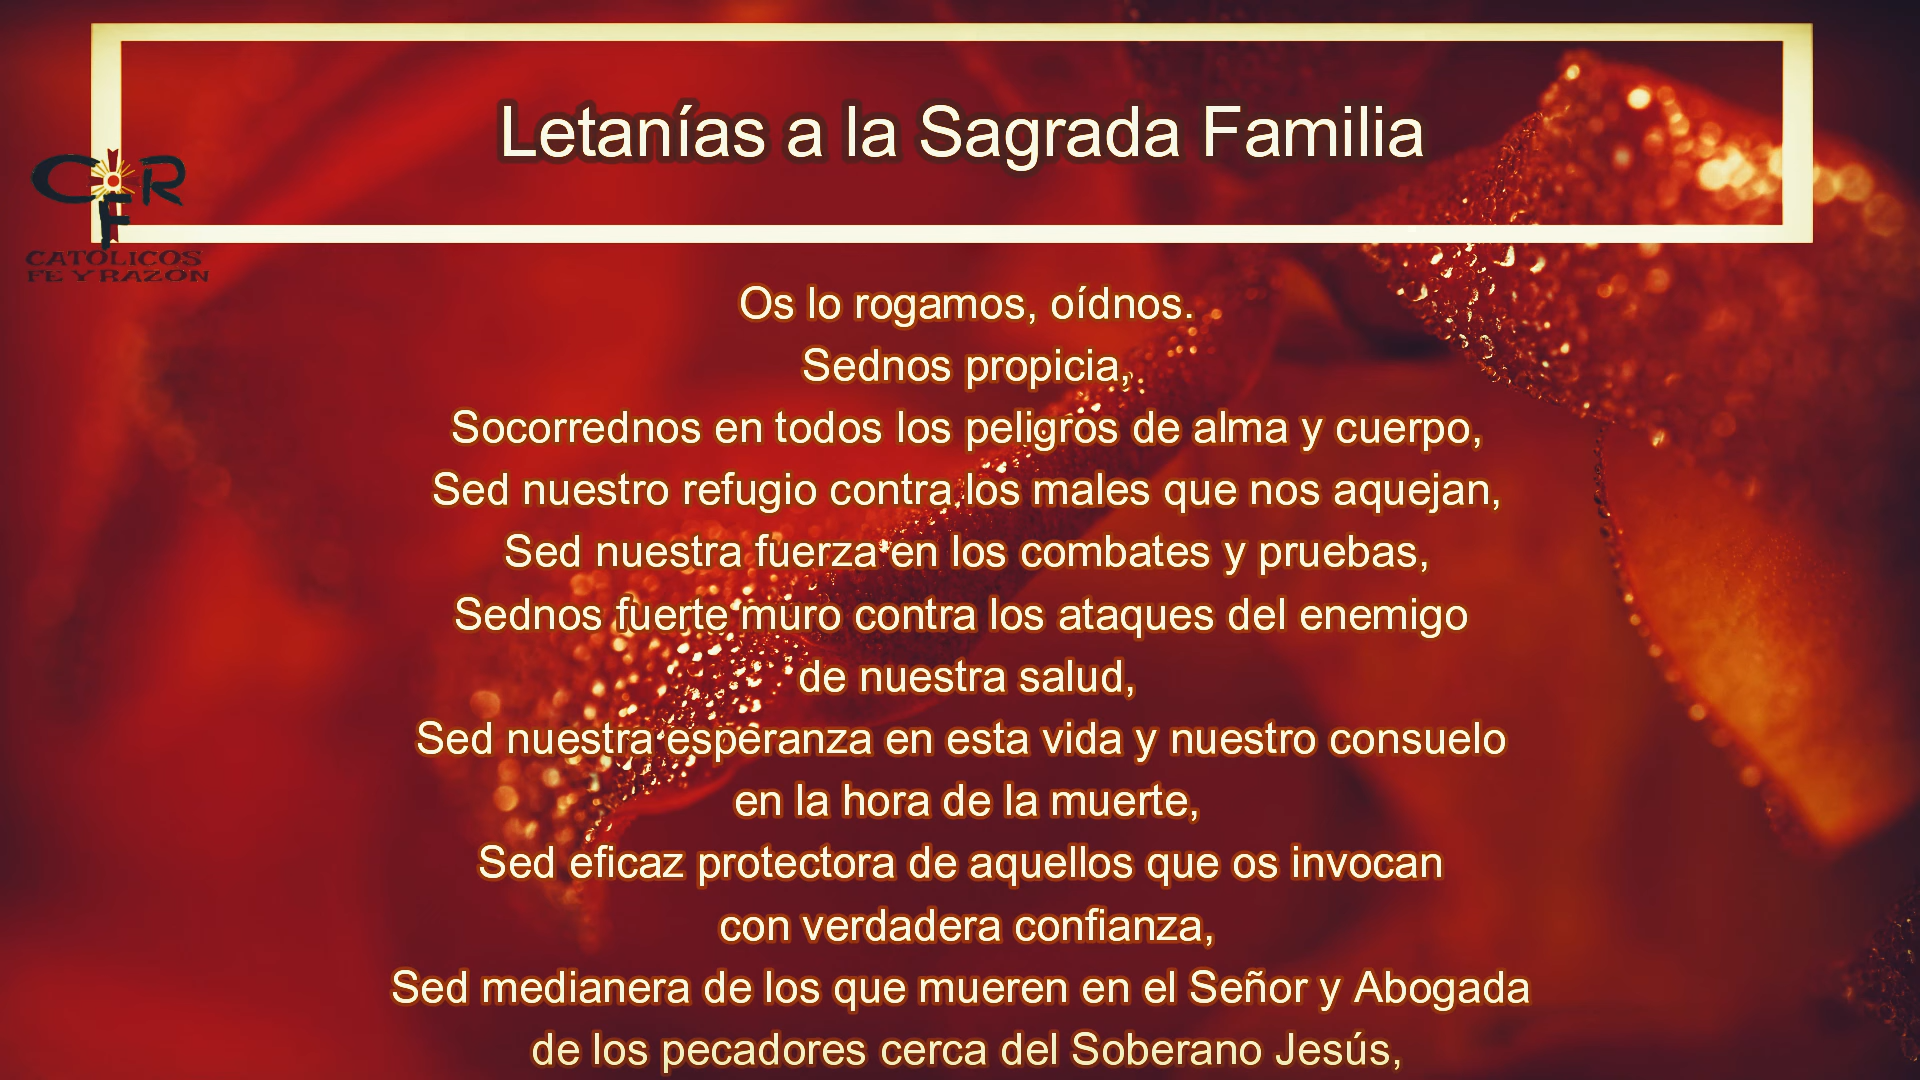 Letanías a la Sagrada Familia
C R
F
CATOLICOS
FE Y RAZON
Os lo rogamos, oídnos.
Sednos propicia,
Socorrednos en todos los peligros de alma y cuerpo,
Sed nuestro refugio contra los males que nos aquejan,
Sed nuestra fuerza en los combates y pruebas,
Sednos fuerte muro contra los ataques del enemigo
de nuestra salud,
Sed nuestra esperanza en esta vida y nuestro consuelo
en la hora de la muerte,
Sed eficaz protectora de aquellos que os invocan
con verdadera confianza,
Sed medianera de los que mueren en el Señor y Abogada
de los pecadores cerca del Soberano Jesús,